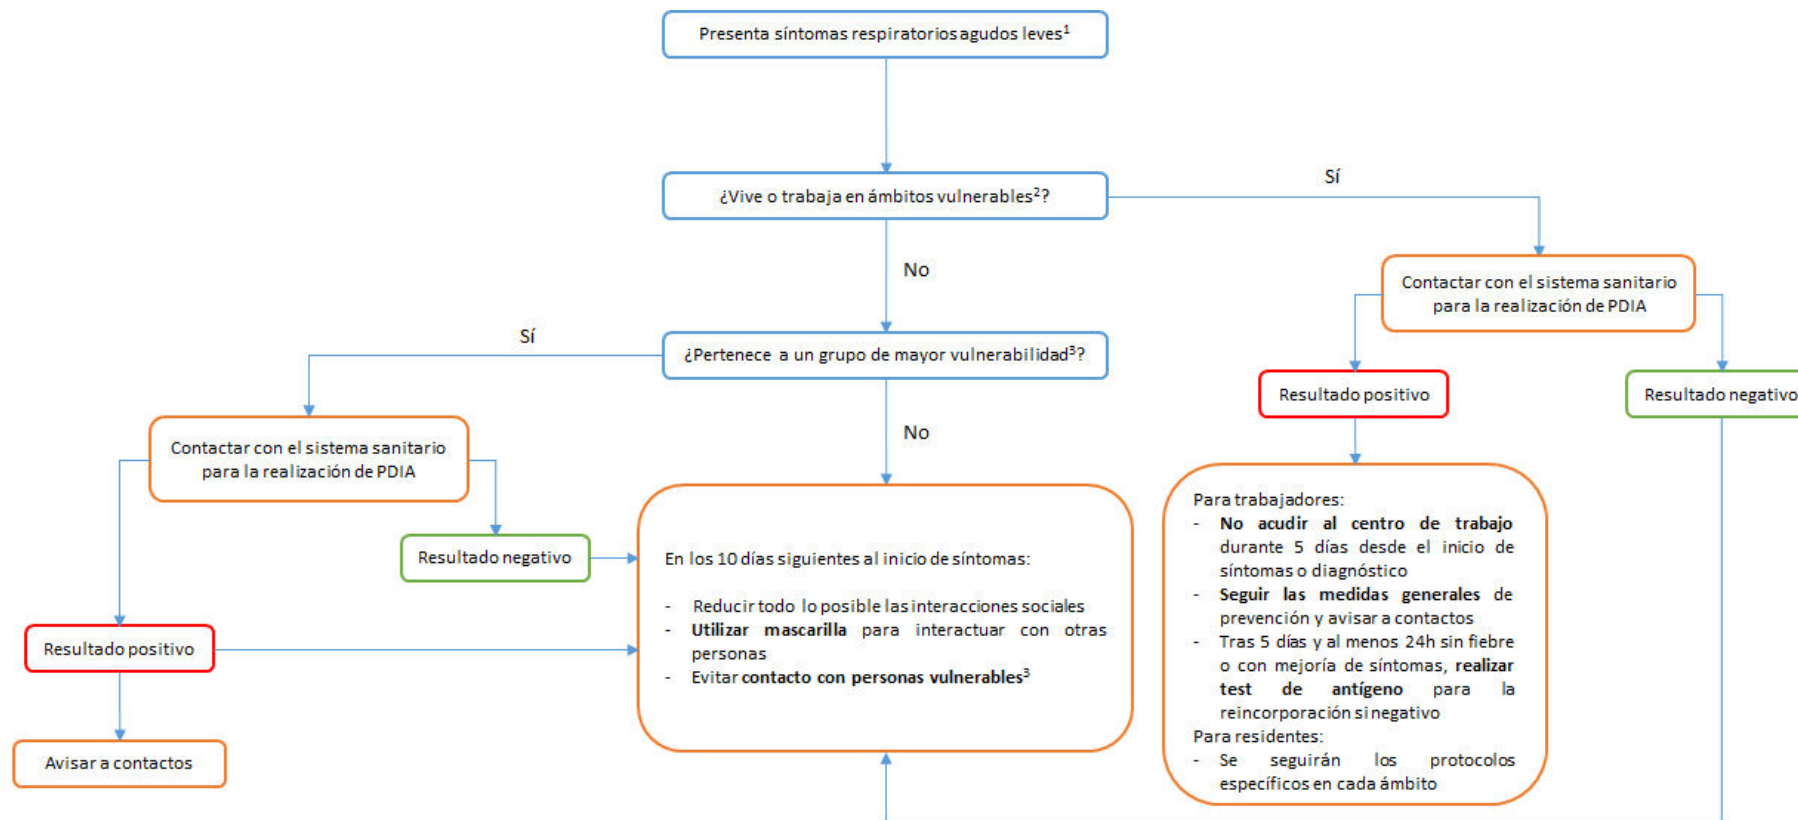 Presenta síntomas respiratorios agudos leves¹
¿Vive o trabaja en ámbitos vulnerables²?
Sí
No
Contactar con el sistema sanitario
para la realización de PDIA
Sí
¿Pertenece a un grupo de mayor vulnerabilidad³?
Resultado positivo
Resultado negativo
No
Contactar con el sistema sanitario
para la realización de PDIA
Resultado negativo
Resultado positivo
Avisar a contactos
En los 10 días siguientes al inicio de síntomas:
- Reducir todo lo posible las interacciones sociales
- Utilizar mascarilla para interactuar con otras
personas
- Evitar contacto con personas vulnerables³
Para trabajadores:
- No acudir al centro de trabajo
durante 5 días desde el inicio de
síntomas o diagnóstico
- Seguir las medidas generales de
prevención y avisar a contactos
- Tras 5 días y al menos 24h sin fiebre
o con mejoría de síntomas, realizar
test de antígeno para la
reincorporación si negativo
Para residentes:
- Se seguirán los protocolos
específicos en cada ámbito